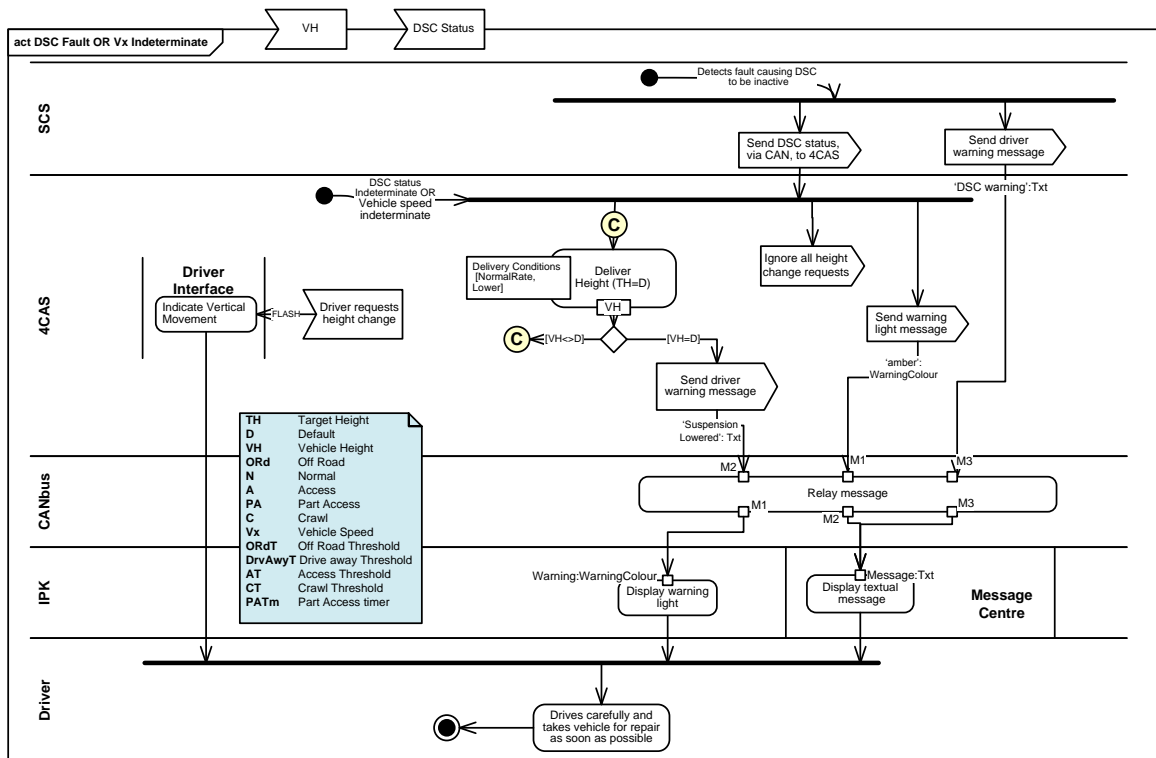 VH
DSC Status
act DSC Fault OR Vx Indeterminate
SCS
Detects fault causing DSC
to be inactive
Send DSC status,
via CAN, to 4CAS
Send driver
warning message
'DSC warning':Txt
4CAS
DSC status
Indeterminate OR
Vehicle speed
indeterminate
C
Delivery Conditions
[NormalRate,
Lower]
Deliver
Height (TH=D)
VH
Ignore all height
change requests
Driver
Interface
Indicate Vertical
Movement
FLASH
Driver requests
height change
Send warning
light message
C
[VH<>D]
[VH=D]
'amber':
WarningColour
Send driver
warning message
'Suspension
Lowered': Txt
TH Target Height
D Default
VH Vehicle Height
ORd Off Road
N Normal
A Access
PA Part Access
C Crawl
Vx Vehicle Speed
ORdT Off Road Threshold
DrvAwyT Drive away Threshold
AT Access Threshold
CT Crawl Threshold
PATm Part Access timer
CANbus
M2
M1
M3
Relay message
M1
M2
M3
IPK
Warning:WarningColour
Display warning
light
Message:Txt
Display textual
message
Message
Centre
Driver
Drives carefully and
takes vehicle for repair
as soon as possible